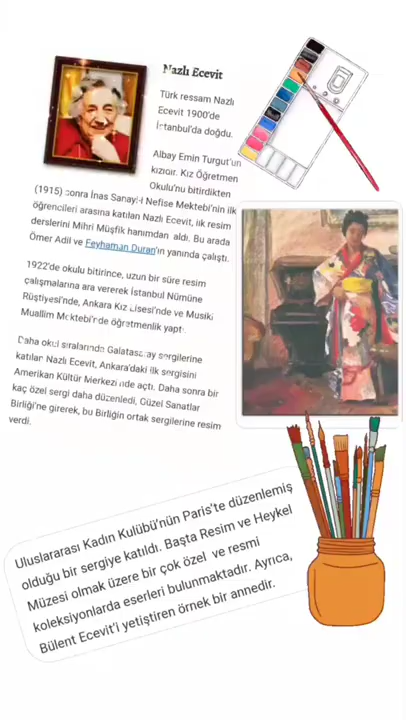 Nazlı Ecevit
Türk ressam Nazlı
Ecevit 1900'de
İstanbul'da doğdu.
Albay Emin Turgut'un
kızıdır. Kız Öğretmen
Okulu'nu bitirdikten
(1915) sonra İnas Sanayi-i Nefise Mektebi'nin ilk
öğrencileri arasına katılan Nazlı Ecevit, ilk resim
derslerini Mihri Müşfik hanımdan aldı. Bu arada
Ömer Adil ve Feyhaman Duran'ın yanında çalıştı.
1922'de okulu bitirince, uzun bir süre resim
çalışmalarına ara vererek İstanbul Nümüne
Rüştiyesi'nde, Ankara Kız Lisesi'nde ve Musiki
Muallim Mektebi'nde öğretmenlik yaptı.
Daha okul sıralarında Galatasaray sergilerine
katılan Nazlı Ecevit, Ankara'daki ilk sergisini
Amerikan Kültür Merkezi'nde açtı. Daha sonra bir
kaç özel sergi daha düzenledi, Güzel Sanatlar
Birliği'ne girerek, bu Birliğin ortak sergilerine resim
verdi.
Uluslararası Kadın Kulübü'nün Paris'te düzenlemiş
olduğu bir sergiye katıldı. Başta Resim ve Heykel
Müzesi olmak üzere bir çok özel ve resmi
koleksiyonlarda eserleri bulunmaktadır. Ayrıca,
Bülent Ecevit'i yetiştiren örnek bir annedir.